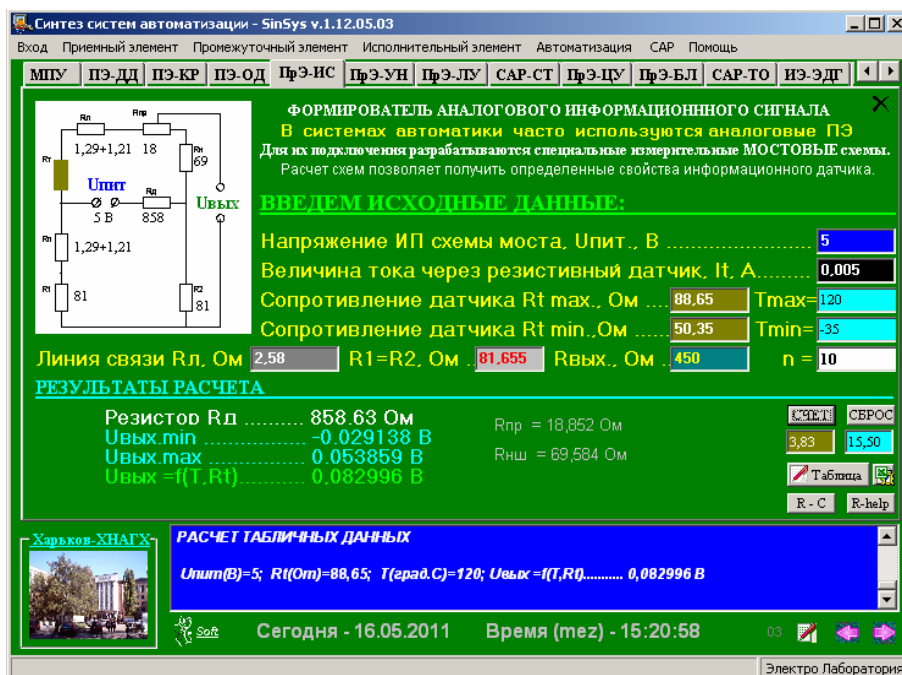 Синтез систем автоматизации - SinSys v.1.12.05.03
Вход Приемный элемент Промежуточный элемент Исполнительный элемент Автоматизация САР Помощь
МПУ ПЭ-ДД ПЭ-КР ПЭ-ОД ПрЭ-ИС ПрЭ-УН ПрЭ-ЛУ САР-СТ ПрЭ-ЦУ ПрЭ-БЛ САР-ТО ИЭ-ЭДГ
Rл Rпр
1,29+1,21 18
Rт
69
Uпит
Rд
Uвых
5 В 858
Rл
1,29+1,21
R1
81
R2
81
ФОРМИРОВАТЕЛЬ АНАЛОГОВОГО ИНФОРМАЦИОНННОГО СИГНАЛА
В системах автоматики часто используются аналоговые ПЭ
Для их подключения разрабатываются специальные измерительные МОСТОВЫЕ схемы.
Расчет схем позволяет получить определенные свойства информационного датчика.
ВВЕДЕМ ИСХОДНЫЕ ДАННЫЕ:
Напряжение ИП схемы моста, Uпит., В .................... 5
Величина тока через резистивный датчик, It, А......... 0,005
Сопротивление датчика Rt max., Ом .... 88,65 Tmax= 120
Сопротивление датчика Rt min.,Ом ...... 50,35 Tmin= -35
Линия связи Rл, Ом 2,58 R1=R2, Ом .. 81,655 Rвых., Ом .. 450 n = 10
РЕЗУЛЬТАТЫ РАСЧЕТА
Резистор Rд .......... 858.63 Ом
Uвых.min ................ -0.029138 В
Uвых.max ................ 0.053859 В
Uвых =f(T,Rt)........... 0,082996 В
Rпр = 18,852 Ом
Rнш = 69,584 Ом
СЧЕТ! СБРОС
3,83 15,50
Таблица
R - C R-help
Харьков-ХНАГХ
РАСЧЕТ ТАБЛИЧНЫХ ДАННЫХ
Uпит(В)=5; Rt(Om)=88,65; T(град.C)=120; Uвых =f(T,Rt)........... 0,082996 В
Soft Сегодня - 16.05.2011 Время (mez) - 15:20:58 03
Электро Лаборатория